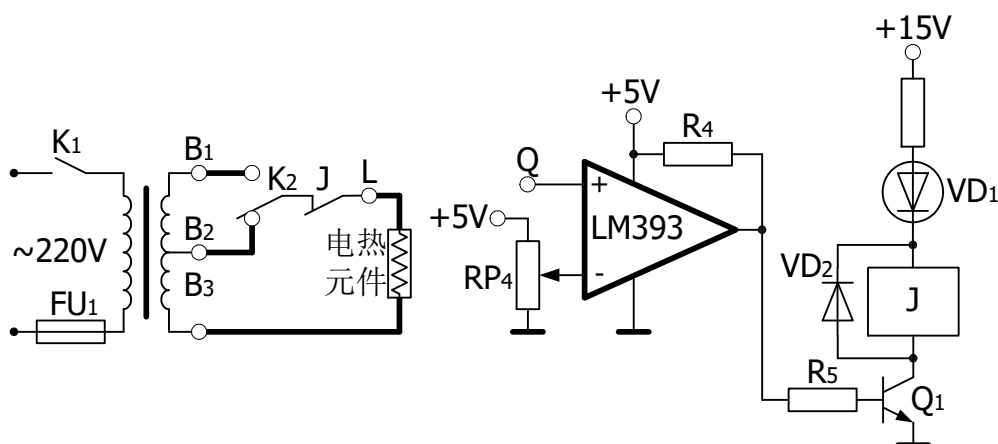 K1
~220V
FU1
B1
B2
B3
K2
J
L
电热
元件
Q
+5V
RP4
+5V
R4
+
LM393
-
R5
+15V
VD1
VD2
J
Q1